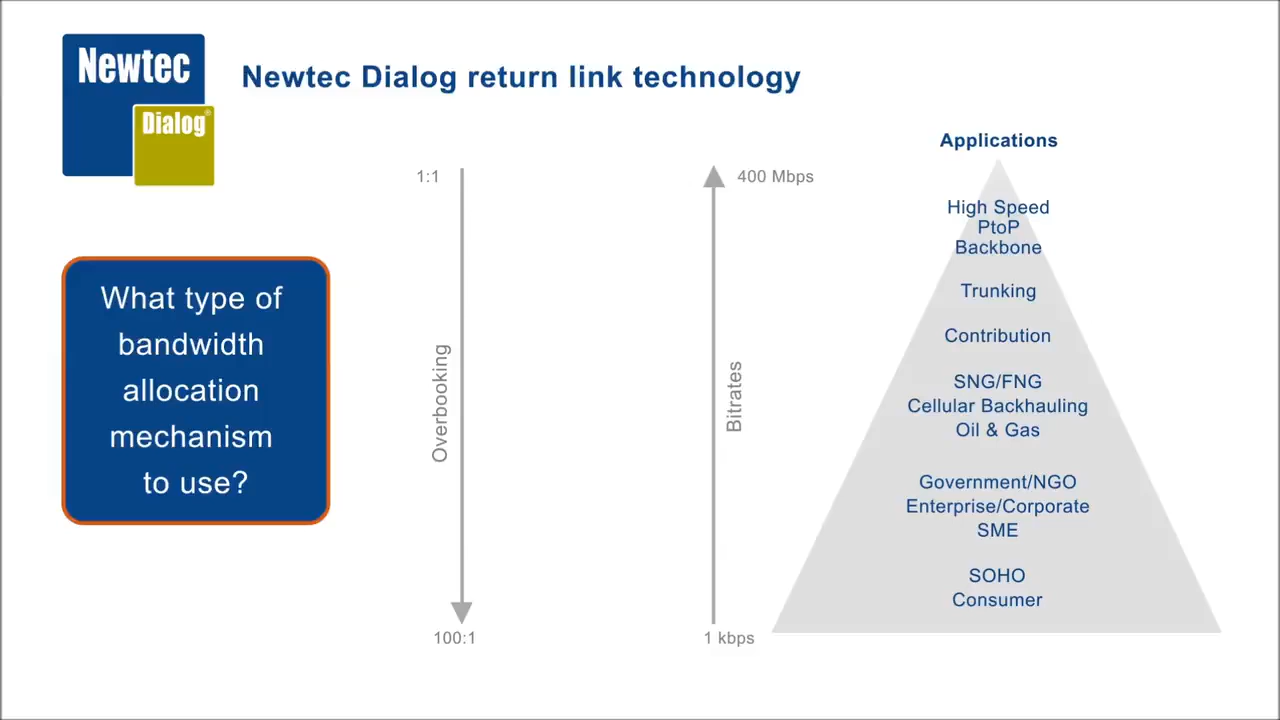 Newtec
Dialog®
Newtec Dialog return link technology
What type of
bandwidth
allocation
mechanism
to use?
1:1
Overbooking
100:1
400 Mbps
Bitrates
1 kbps
Applications
High Speed
PtoP
Backbone
Trunking
Contribution
SNG/FNG
Cellular Backhauling
Oil & Gas
Government/NGO
Enterprise/Corporate
SME
SOHO
Consumer